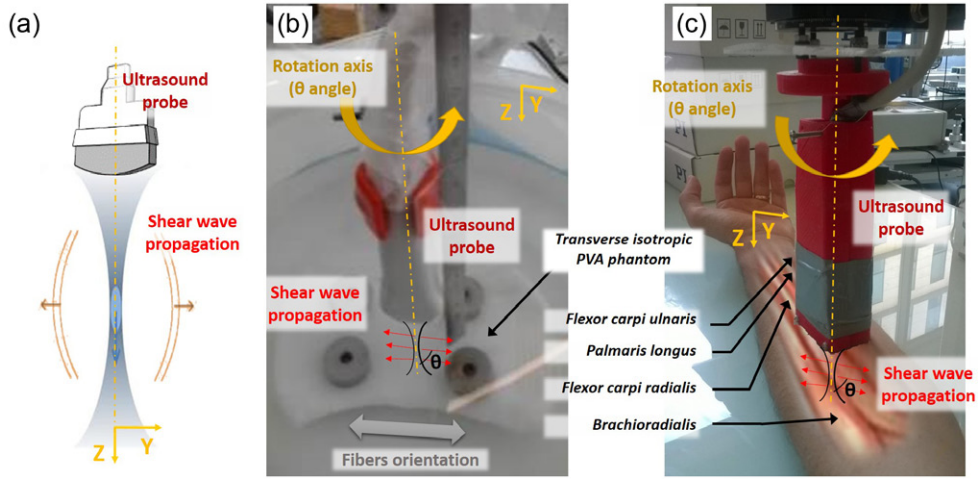 (a)
Ultrasound
probe
Shear wave
propagation
Z
Y
(b)
Rotation axis
(θ angle)
Z
Y
Ultrasound
probe
Shear wave
propagation
θ
Fibers orientation
Transverse isotropic
PVA phantom
Flexor carpi ulnaris
Palmaris longus
Flexor carpi radialis
Brachioradialis
(c)
Rotation axis
(θ angle)
Z
Y
Ultrasound
probe
Shear wave
propagation
θ
PI